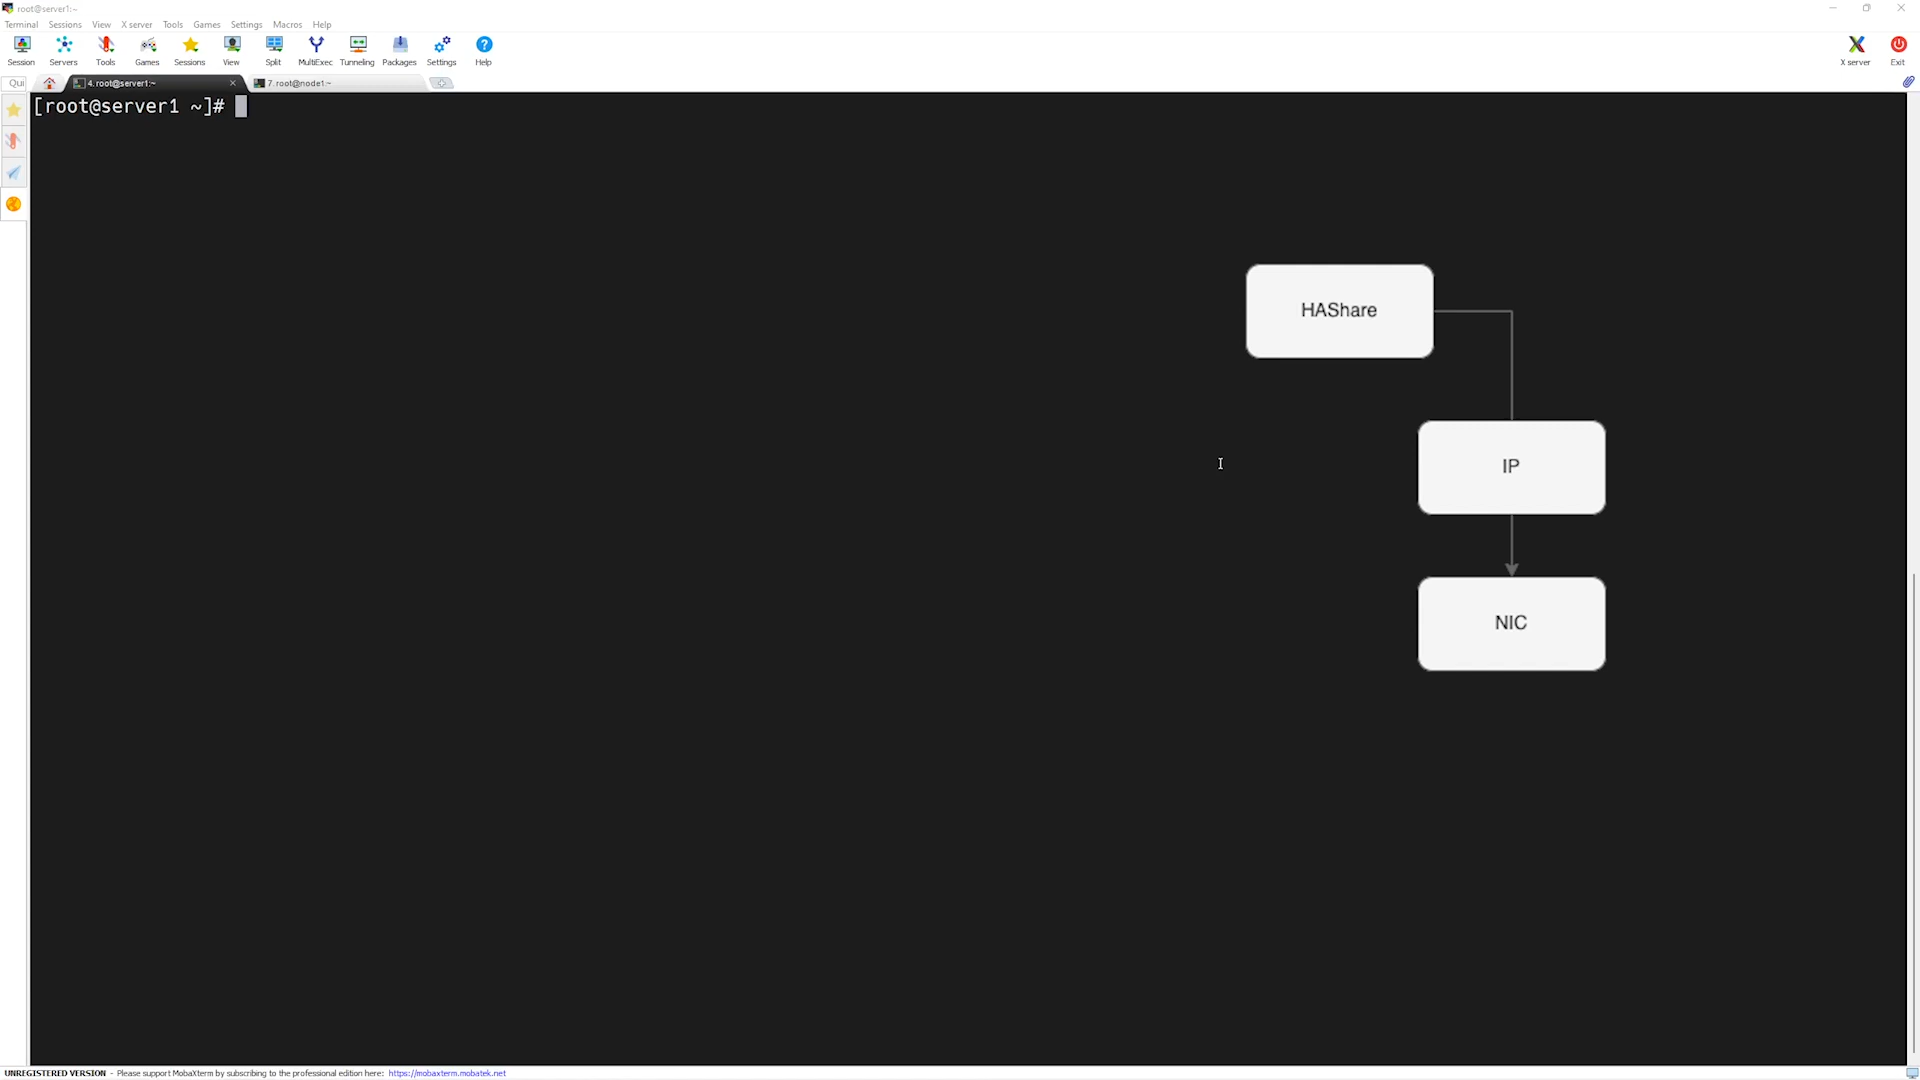 root@server1:~
Terminal Sessions View X server Tools Games Settings Macros Help
Session Servers Tools Games Sessions View Split MultiExec Tunneling Packages Settings Help X server Exit
Qui 4. root@server1:~ 7. root@node1:~
[root@server1 ~]#
HAShare
IP
NIC
UNREGISTERED VERSION - Please support MobaXterm by subscribing to the professional edition here: https://mobaxterm.mobatek.net